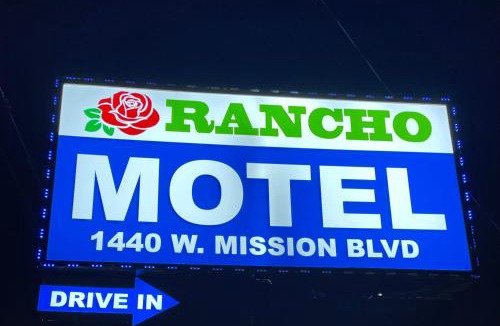 RANCHO
MOTEL
1440 W. MISSION BLVD
DRIVE IN